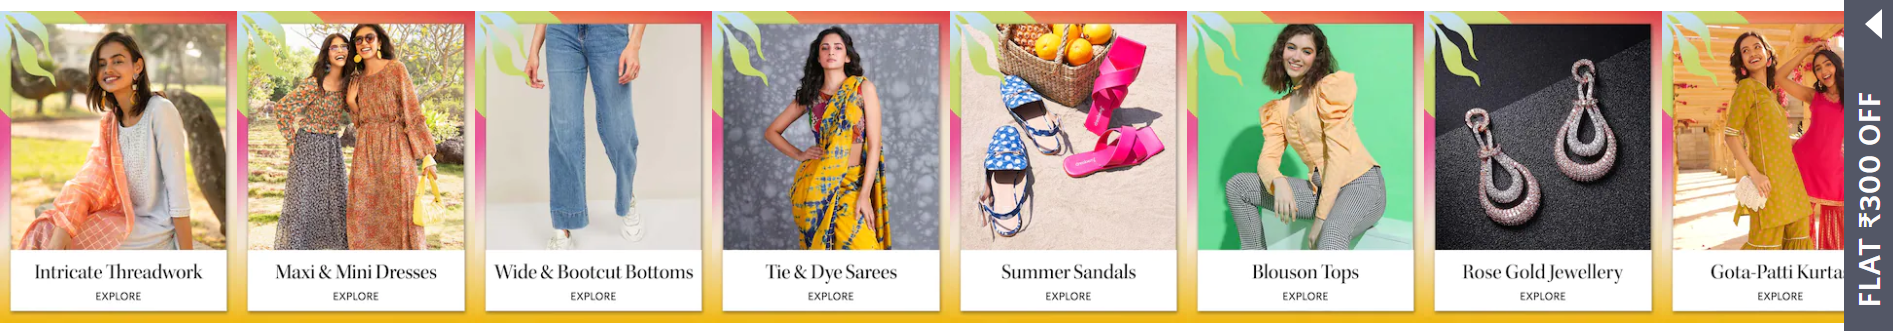 Intricate Threadwork
EXPLORE
Maxi & Mini Dresses
EXPLORE
Wide & Bootcut Bottoms
EXPLORE
Tie & Dye Sarees
EXPLORE
Summer Sandals
EXPLORE
Blouson Tops
EXPLORE
Rose Gold Jewellery
EXPLORE
Gota-Patti Kurta
EXPLORE
FLAT ₹300 OFF